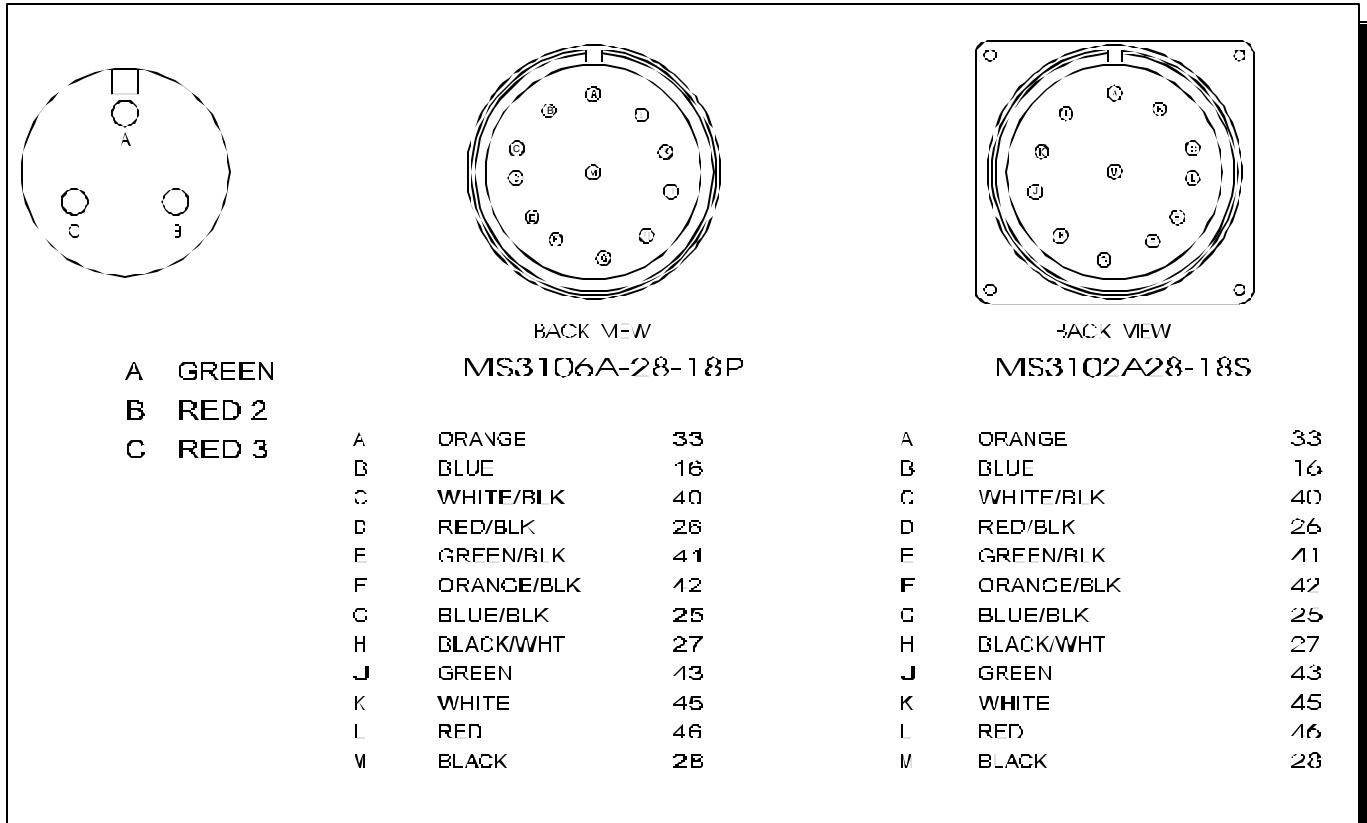 A
C
B
A GREEN
B RED 2
C RED 3
A
B
C
M
BACK VIEW
MS3106A-28-18P
A ORANGE 33
B BLUE 16
C WHITE/BLK 40
D RED/BLK 26
E GREEN/BLK 41
F ORANGE/BLK 42
G BLUE/BLK 25
H BLACK/WHT 27
J GREEN 43
K WHITE 45
L RED 46
M BLACK 28
K
L
J
BACK VIEW
MS3102A28-18S
A ORANGE 33
B BLUE 16
C WHITE/BLK 40
D RED/BLK 26
E GREEN/BLK 41
F ORANGE/BLK 42
G BLUE/BLK 25
H BLACK/WHT 27
J GREEN 43
K WHITE 45
L RED 46
M BLACK 28